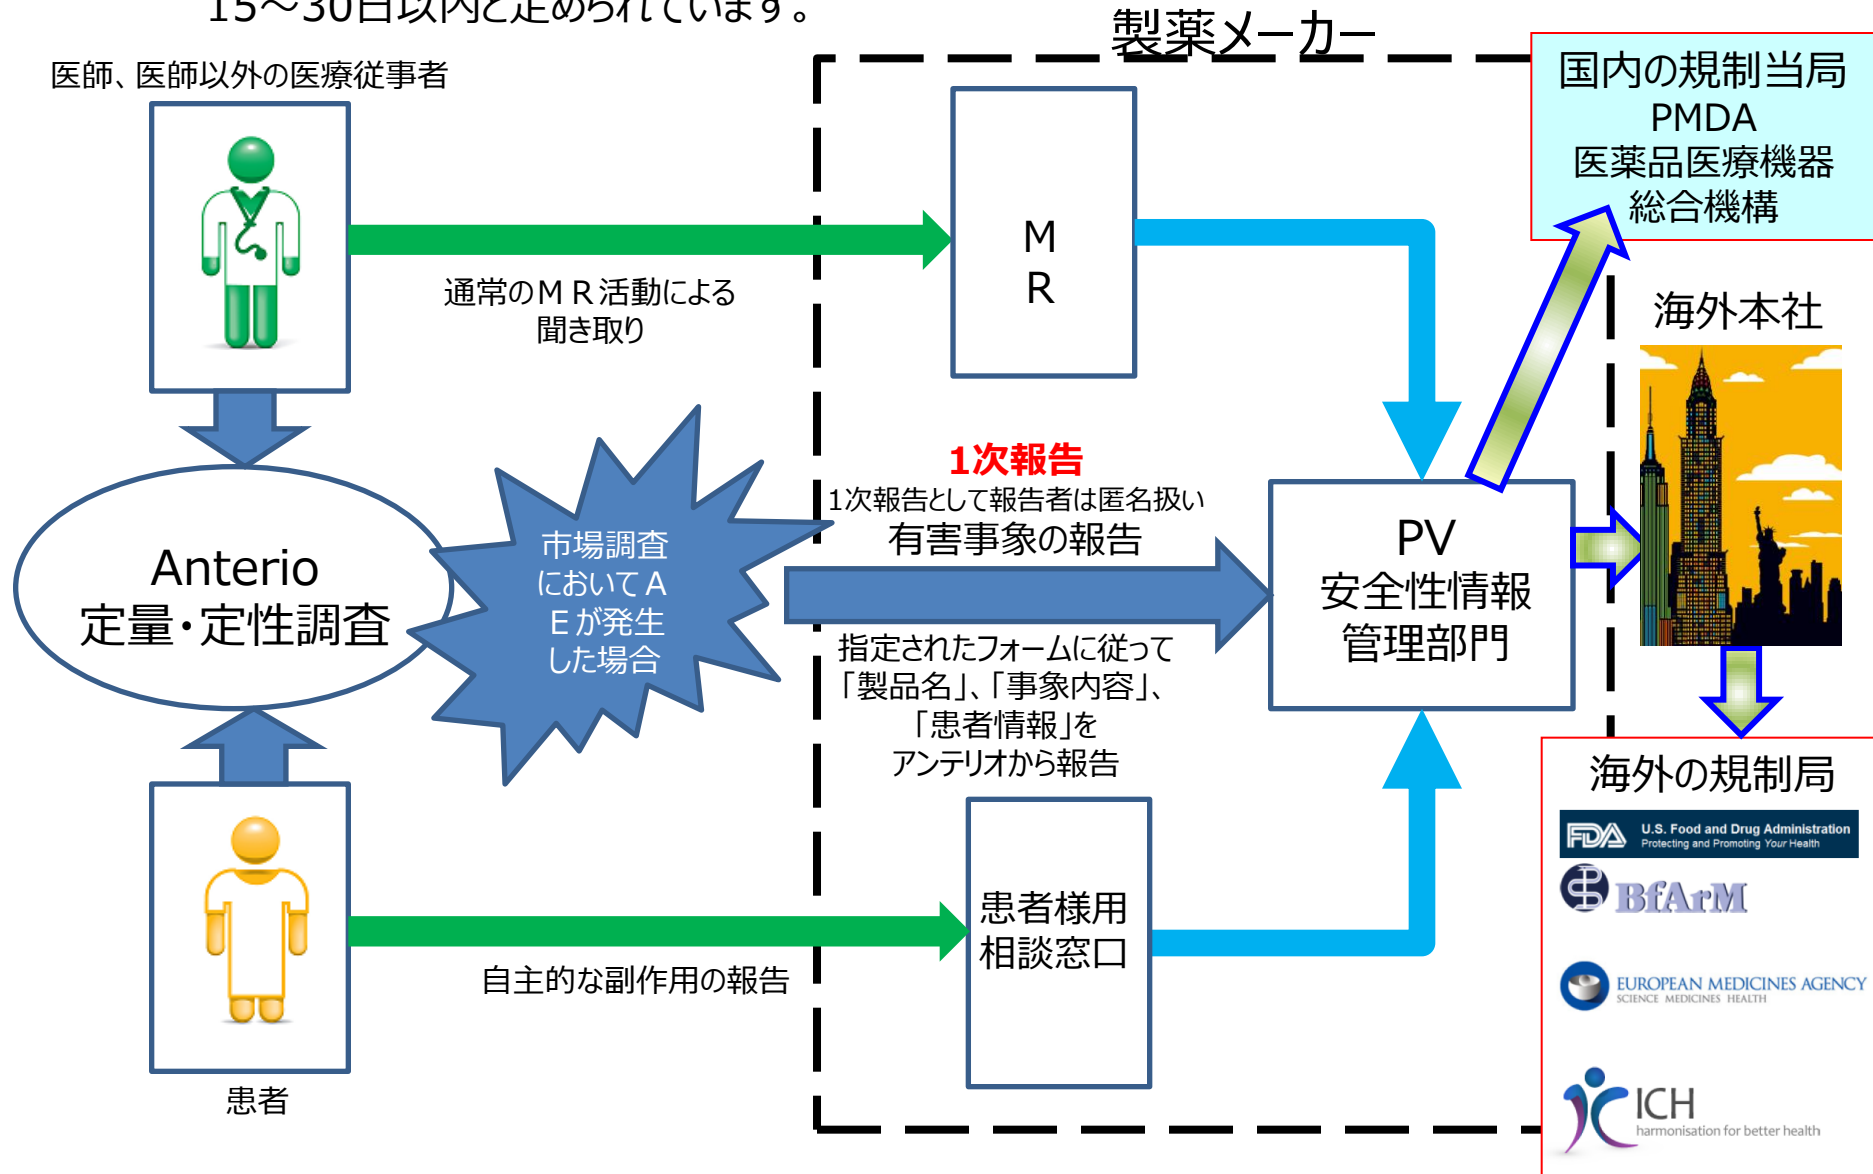 15～30日以内と定められています。
製薬メーカー
医師、医師以外の医療従事者
国内の規制当局
PMDA
医薬品医療機器
総合機構
M
R
通常のＭＲ活動による
聞き取り
海外本社
1次報告
1次報告として報告者は匿名扱い
有害事象の報告
市場調査
においてＡ
Ｅが発生
した場合
Anterio
定量・定性調査
PV
安全性情報
管理部門
指定されたフォームに従って
「製品名」、「事象内容」、
「患者情報」を
アンテリオから報告
海外の規制局
FDA
U.S. Food and Drug Administration
Protecting and Promoting Your Health
BfArM
患者様用
相談窓口
自主的な副作用の報告
EUROPEAN MEDICINES AGENCY
SCIENCE MEDICINES HEALTH
患者
ICH
harmonisation for better health